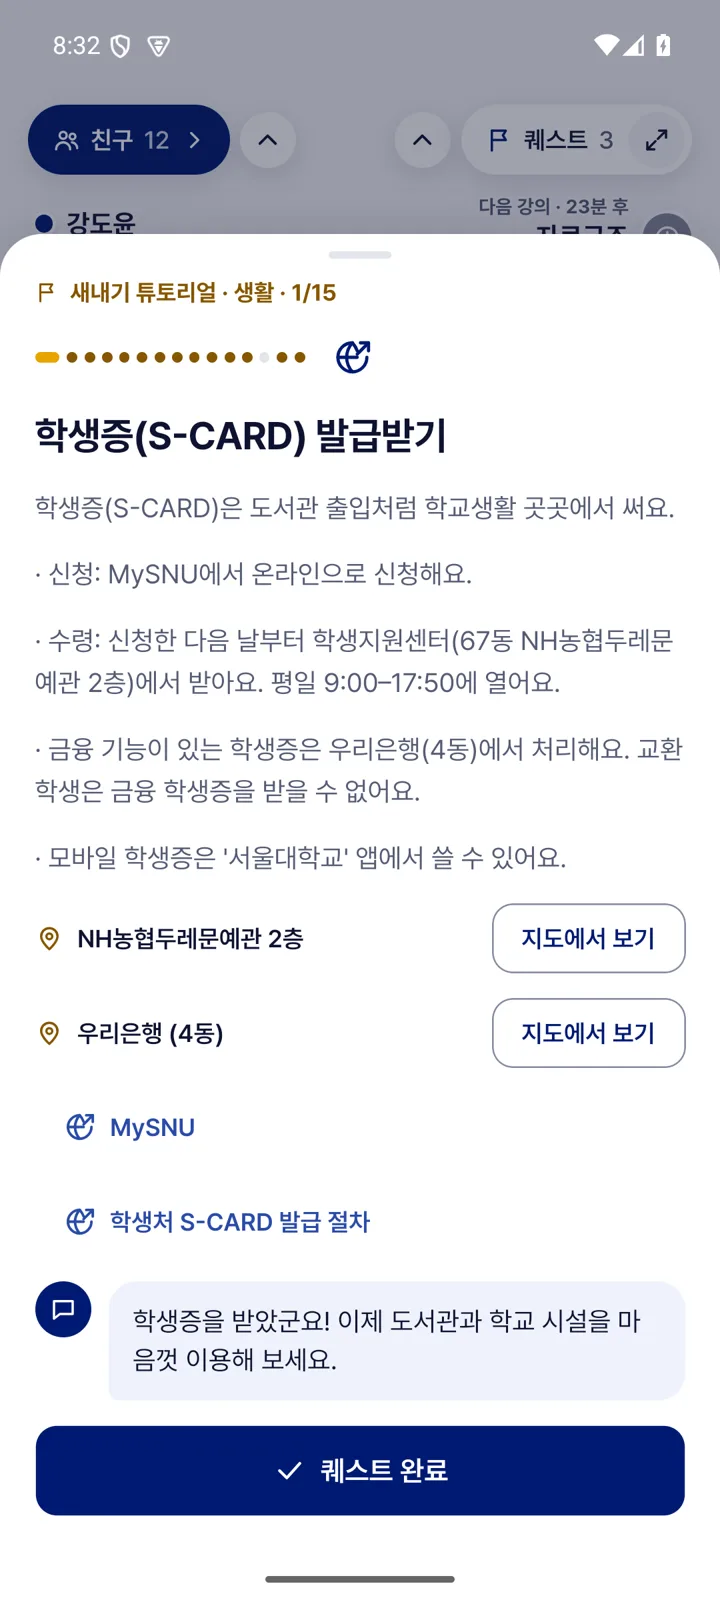 8:32
친구 12
퀘스트 3
강도윤
다음 강의 · 23분 후
새내기 튜토리얼 · 생활 · 1/15
학생증(S-CARD) 발급받기
학생증(S-CARD)은 도서관 출입처럼 학교생활 곳곳에서 써요.
· 신청: MySNU에서 온라인으로 신청해요.
· 수령: 신청한 다음 날부터 학생지원센터(67동 NH농협두레문
예관 2층)에서 받아요. 평일 9:00–17:50에 열어요.
· 금융 기능이 있는 학생증은 우리은행(4동)에서 처리해요. 교환
학생은 금융 학생증을 받을 수 없어요.
· 모바일 학생증은 '서울대학교' 앱에서 쓸 수 있어요.
NH농협두레문예관 2층
지도에서 보기
우리은행 (4동)
지도에서 보기
MySNU
학생처 S-CARD 발급 절차
학생증을 받았군요! 이제 도서관과 학교 시설을 마
음껏 이용해 보세요.
퀘스트 완료